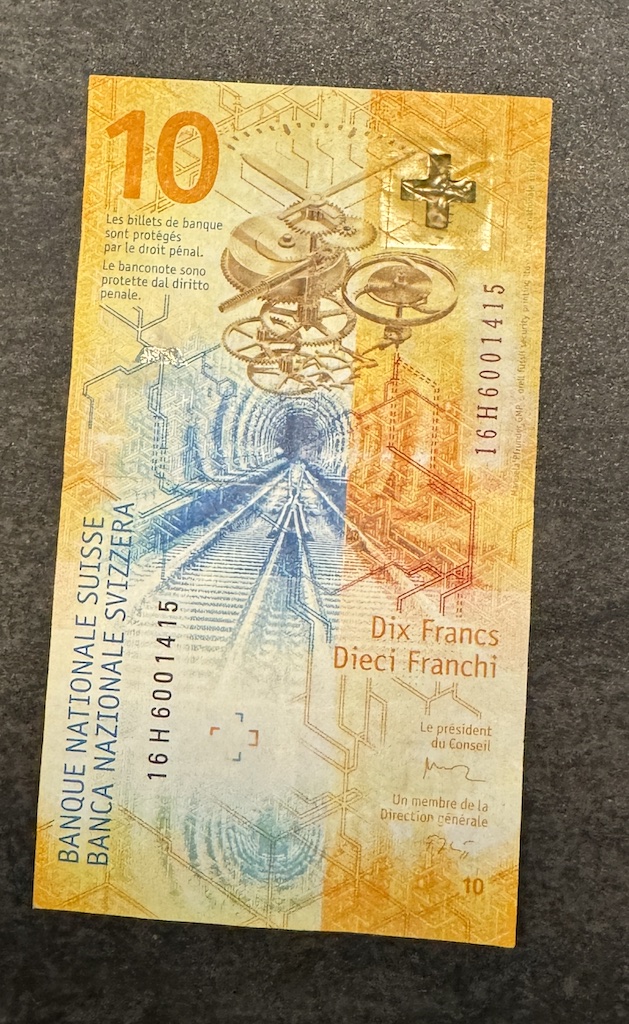 10
Les billets de banque
sont protégés
par le droit pénal.
Le banconote sono
protette dal diritto
penale.
16H6001415
BANQUE NATIONALE SUISSE
BANCA NAZIONALE SVIZZERA
16H6001415
Dix Francs
Dieci Franchi
Le président
du Conseil
Un membre de la
Direction générale
10